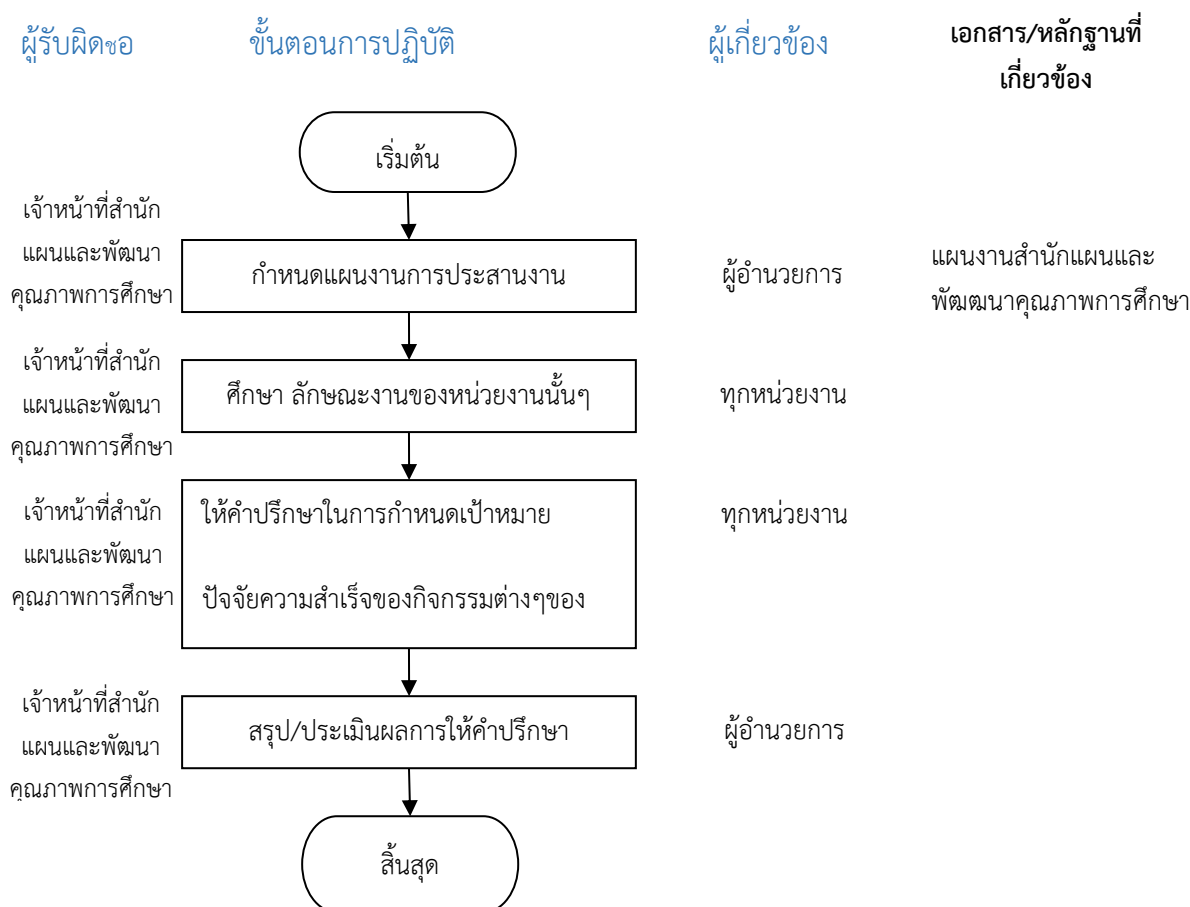 ผู้รับผิดชอ ขั้นตอนการปฏิบัติ ผู้เกี่ยวข้อง เอกสาร/หลักฐานที่
เกี่ยวข้อง
เริ่มต้น
เจ้าหน้าที่สำนัก
แผนและพัฒนา
คุณภาพการศึกษา
กำหนดแผนงานการประสานงาน
ผู้อำนวยการ
แผนงานสำนักแผนและ
พัฒฒนาคุณภาพการศึกษา
เจ้าหน้าที่สำนัก
แผนและพัฒนา
คุณภาพการศึกษา
ศึกษา ลักษณะงานของหน่วยงานนั้นๆ
ทุกหน่วยงาน
เจ้าหน้าที่สำนัก
แผนและพัฒนา
คุณภาพการศึกษา
ให้คำปรึกษาในการกำหนดเป้าหมาย
ปัจจัยความสำเร็จของกิจกรรมต่างๆของ
ทุกหน่วยงาน
เจ้าหน้าที่สำนัก
แผนและพัฒนา
คุณภาพการศึกษา
สรุป/ประเมินผลการให้คำปรึกษา
ผู้อำนวยการ
สิ้นสุด